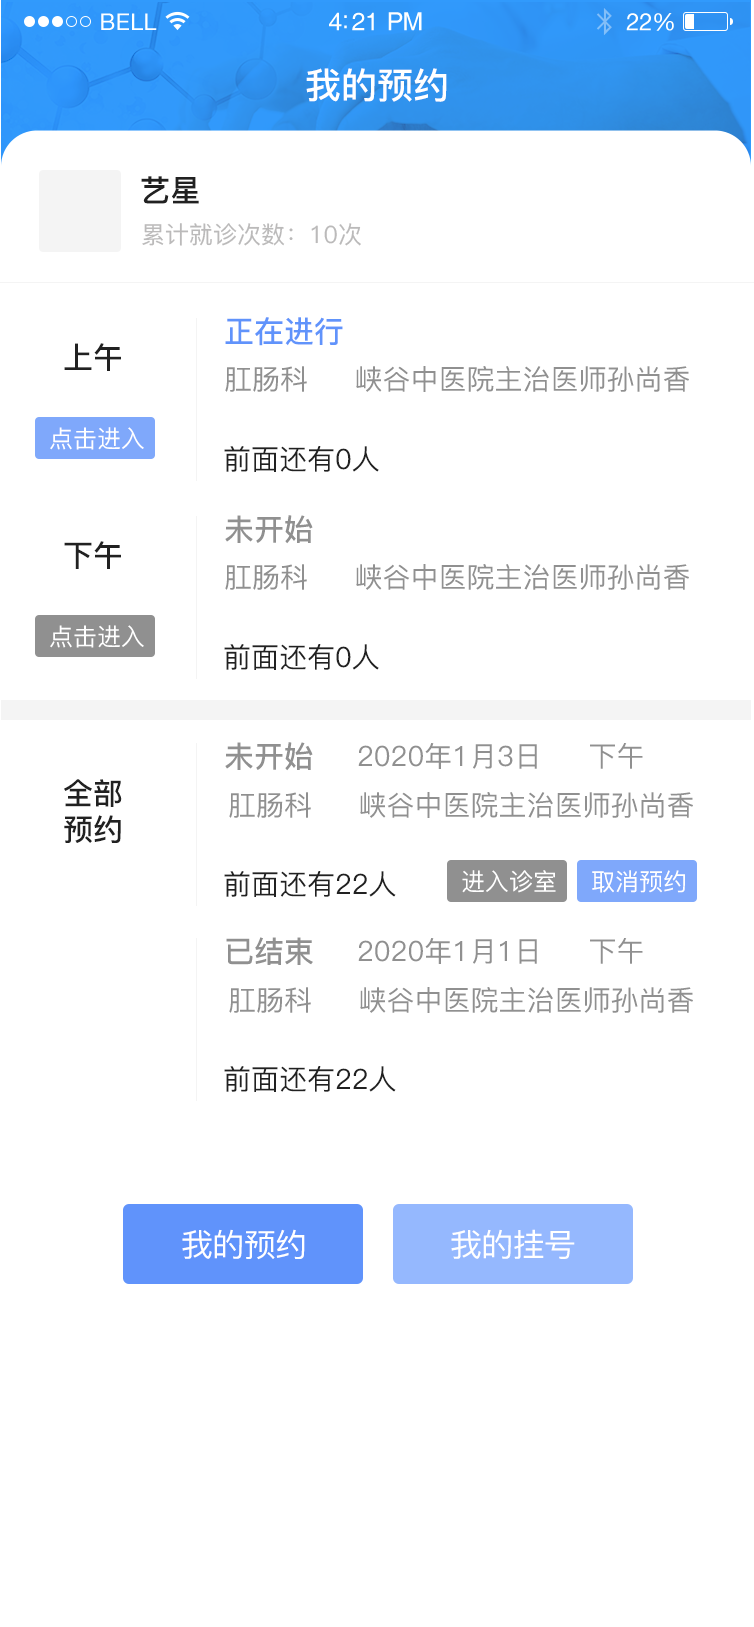 BELL 4:21 PM 22%
我的预约
艺星
累计就诊次数：10次
上午
点击进入
正在进行
肛肠科 峡谷中医院主治医师孙尚香
前面还有0人
下午
点击进入
未开始
肛肠科 峡谷中医院主治医师孙尚香
前面还有0人
全部
预约
未开始 2020年1月3日 下午
肛肠科 峡谷中医院主治医师孙尚香
前面还有22人 进入诊室 取消预约
已结束 2020年1月1日 下午
肛肠科 峡谷中医院主治医师孙尚香
前面还有22人
我的预约 我的挂号